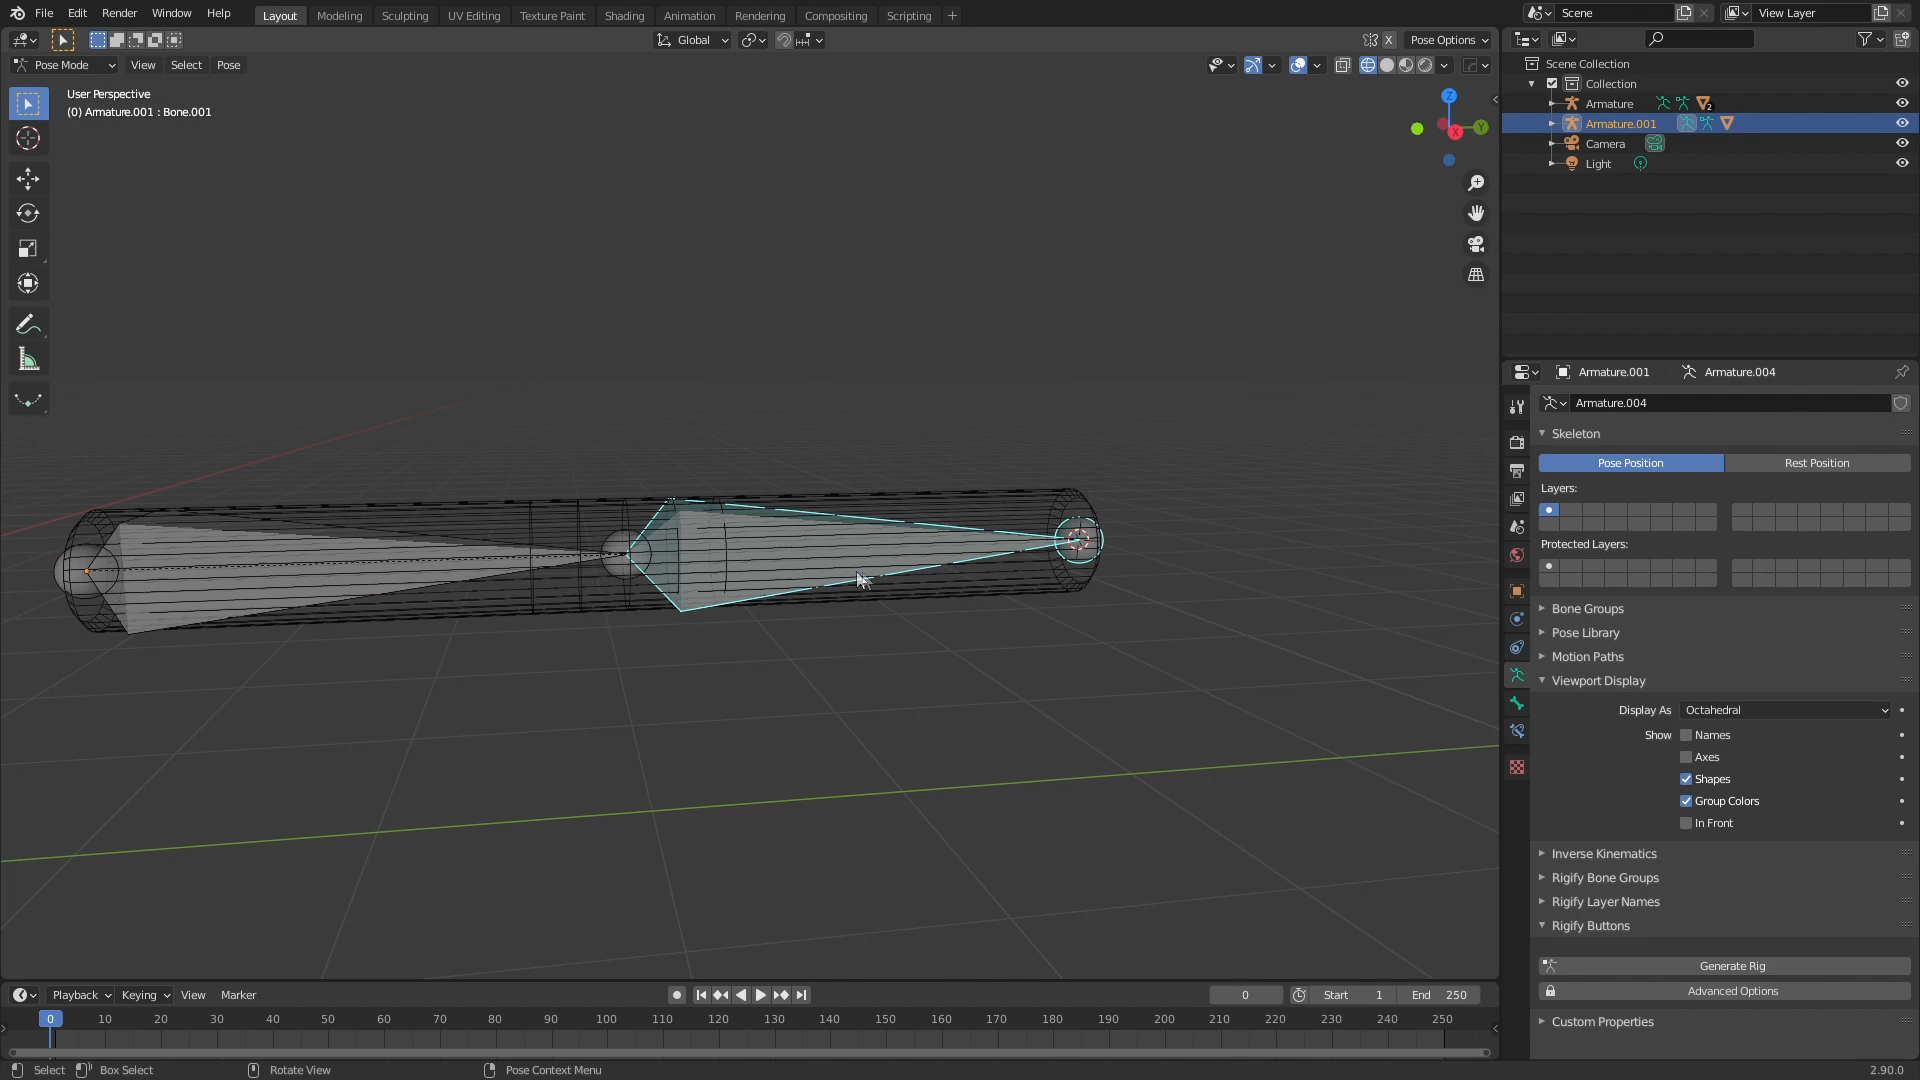 File Edit Render Window Help Layout Modeling Sculpting UV Editing Texture Paint Shading Animation Rendering Compositing Scripting + Scene View Layer
Global X Pose Options
Pose Mode View Select Pose
User Perspective
(0) Armature.001 : Bone.001
Z
Y
X
Scene Collection
Collection
Armature 2
Armature.001
Camera
Light
Armature.001 Armature.004
Armature.004
Skeleton
Pose Position Rest Position
Layers:
Protected Layers:
Bone Groups
Pose Library
Motion Paths
Viewport Display
Display As Octahedral
Show Names
Axes
Shapes
Group Colors
In Front
Inverse Kinematics
Rigify Bone Groups
Rigify Layer Names
Rigify Buttons
Generate Rig
Advanced Options
Custom Properties
Playback Keying View Marker 0 Start 1 End 250
0 10 20 30 40 50 60 70 80 90 100 110 120 130 140 150 160 170 180 190 200 210 220 230 240 250
Select Box Select Rotate View Pose Context Menu 2.90.0